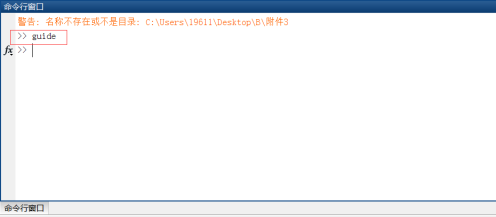 命令行窗口
警告: 名称不存在或不是目录: C:\Users\19611\Desktop\B\附件3
>> guide
fx >>
命令行窗口